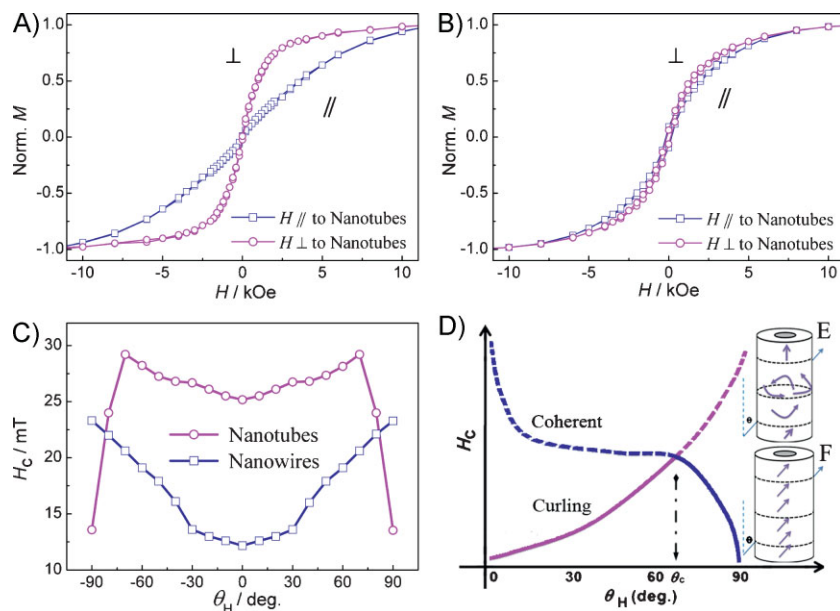 A)
1.0
0.5
0.0
-0.5
-1.0
Norm. M
⊥
//
H // to Nanotubes
H ⊥ to Nanotubes
-10 -5 0 5 10
H / kOe
B)
1.0
0.5
0.0
-0.5
-1.0
Norm. M
⊥
//
H // to Nanotubes
H ⊥ to Nanotubes
-10 -5 0 5 10
H / kOe
C)
30
25
20
15
10
Hc / mT
Nanotubes
Nanowires
-90 -60 -30 0 30 60 90
θH / deg.
D)
Hc
Coherent
Curling
0 30 60 θc 90
θH (deg.)
E
θ
F
θ